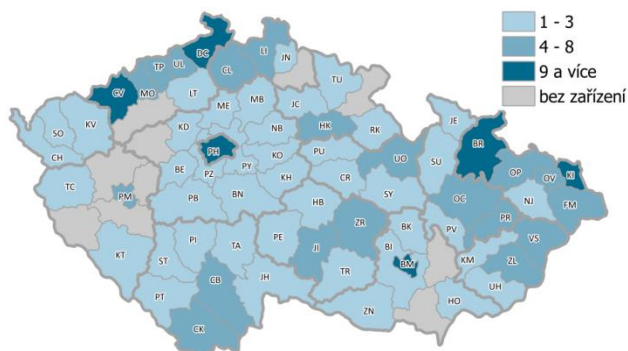 1 - 3
4 - 8
9 a více
bez zařízení
DC
LI
JN
TP
UL
CL
CV
MO
LT
TU
ME
MB
JC
JE
SO
KV
KD
NB
HK
RK
BR
PH
CH
BE
PZ
PY
KO
PU
UO
SU
OP
OV
KI
TC
PM
PB
BN
KH
CR
SY
OC
NJ
FM
HB
PR
KT
ST
PI
TA
PE
JI
ZR
BK
PV
VS
BI
BM
KM
ZL
CB
JH
TR
UH
PT
ZN
HO
CK